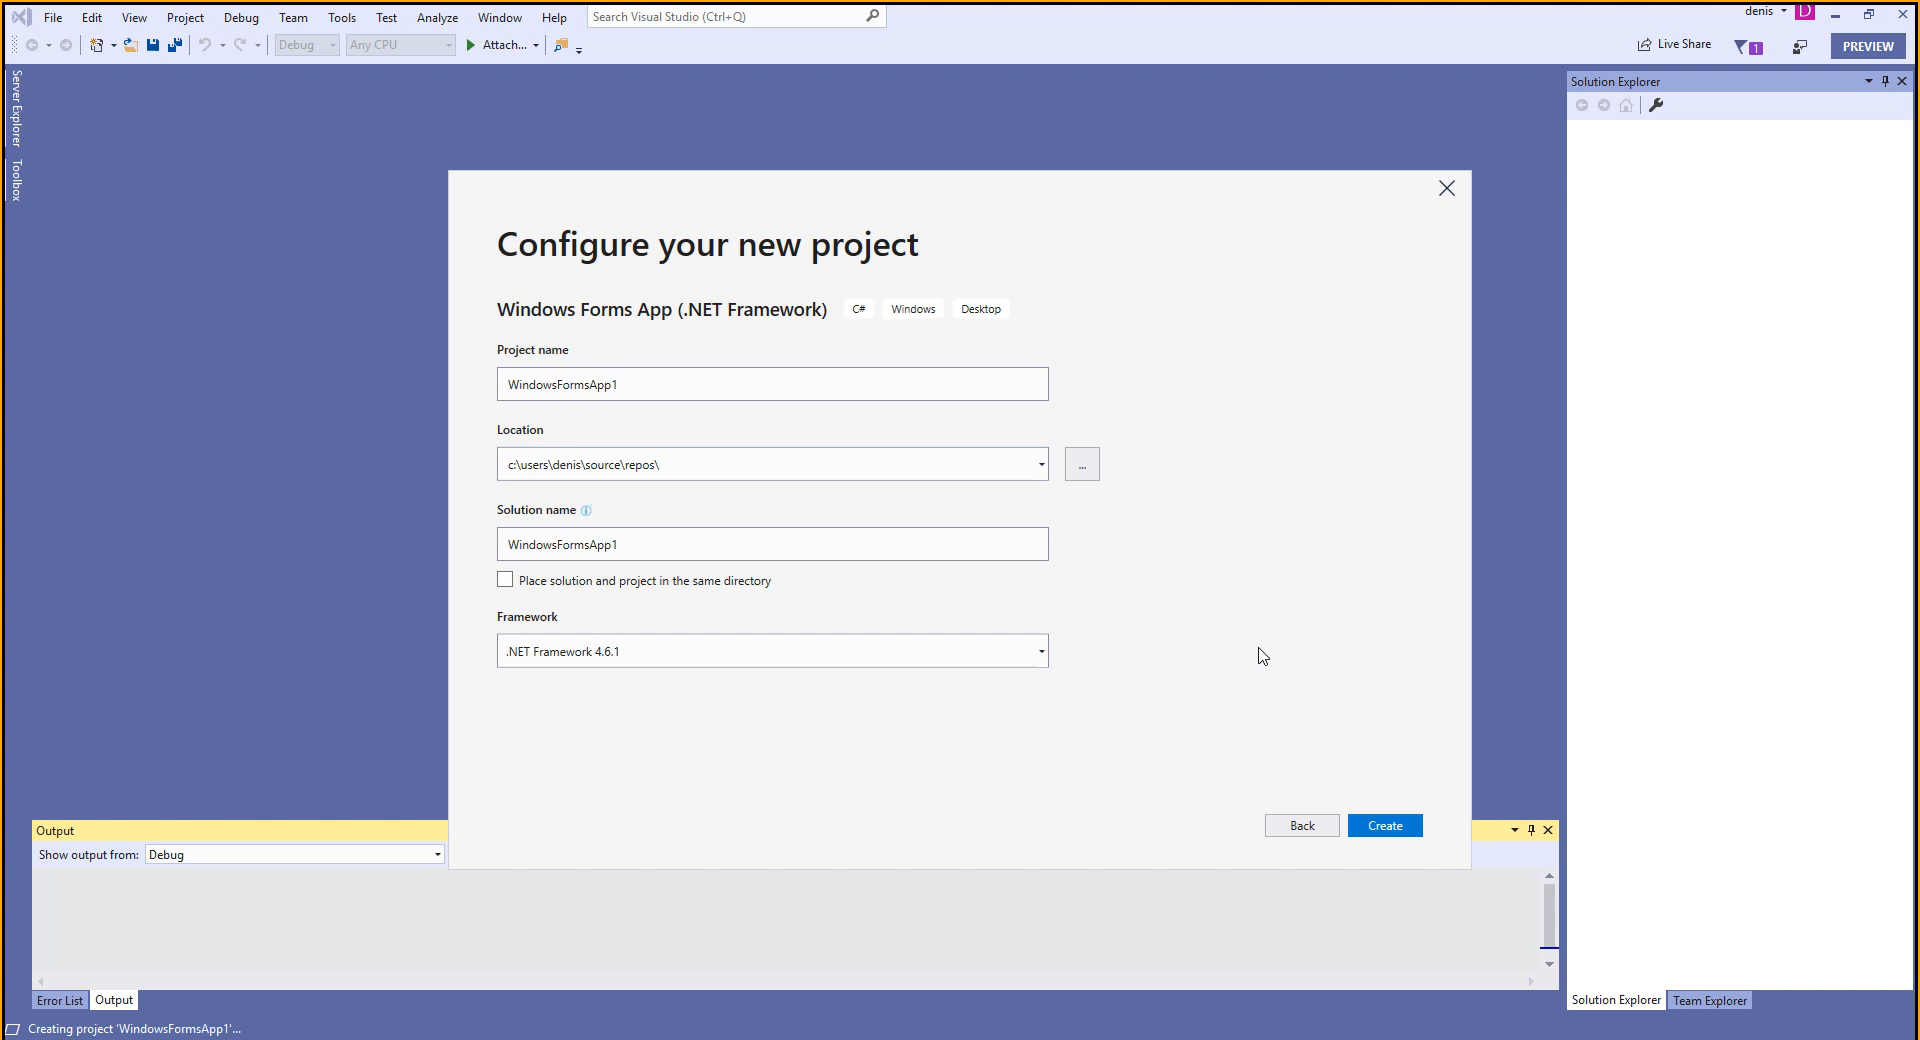 File Edit View Project Debug Team Tools Test Analyze Window Help Search Visual Studio (Ctrl+Q) denis D
Debug Any CPU Attach... Live Share 1 PREVIEW
Server Explorer
Toolbox
Solution Explorer
Configure your new project
Windows Forms App (.NET Framework) C# Windows Desktop
Project name
WindowsFormsApp1
Location
c:\users\denis\source\repos\
...
Solution name
WindowsFormsApp1
Place solution and project in the same directory
Framework
.NET Framework 4.6.1
Back Create
Output
Show output from: Debug
Error List Output
Solution Explorer Team Explorer
Creating project 'WindowsFormsApp1'...